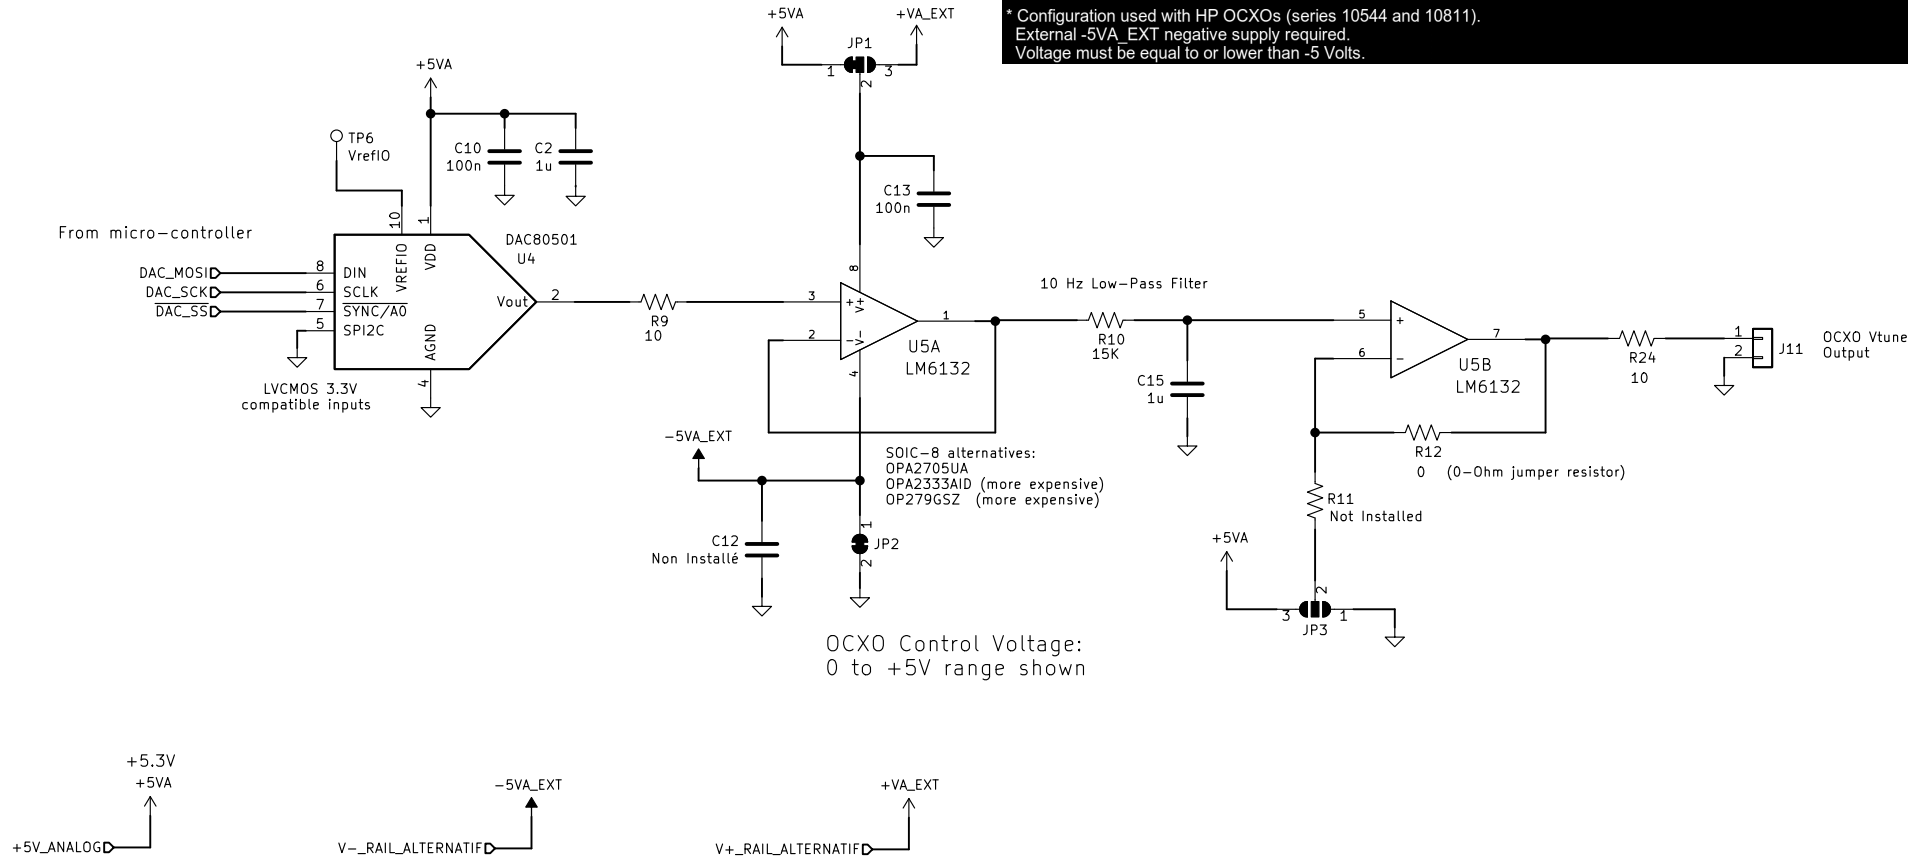 * Configuration used with HP OCXOs (series 10544 and 10811).
External -5VA_EXT negative supply required.
Voltage must be equal to or lower than -5 Volts.
+5VA
+VA_EXT
JP1
1
3
2
+5VA
TP6
VrefIO
C10
100n
C2
1u
C13
100n
10
1
From micro-controller
DAC80501
U4
VREFIO
VDD
DAC_MOSI
8
DIN
DAC_SCK
6
SCLK
DAC_SS
7
SYNC/A0
5
SPI2C
Vout
2
AGND
4
LVCMOS 3.3V
compatible inputs
R9
10
8
3
+
V+
2
-
V-
1
4
U5A
LM6132
10 Hz Low-Pass Filter
R10
15K
C15
1u
5
+
6
-
7
U5B
LM6132
R24
10
1
2
J11
OCXO Vtune
Output
R12
0 (0-Ohm jumper resistor)
R11
Not Installed
-5VA_EXT
SOIC-8 alternatives:
OPA2705UA
OPA2333AID (more expensive)
OP279GSZ (more expensive)
C12
Non Installé
1
JP2
2
+5VA
2
3
1
JP3
OCXO Control Voltage:
0 to +5V range shown
+5.3V
+5VA
+5V_ANALOG
-5VA_EXT
V-_RAIL_ALTERNATIF
+VA_EXT
V+_RAIL_ALTERNATIF